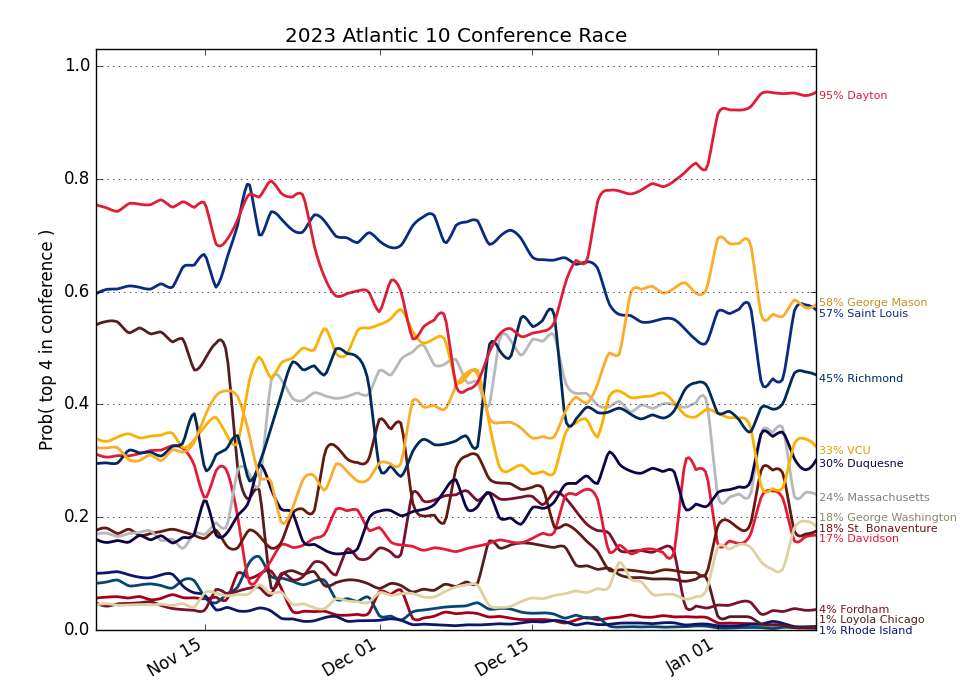 2023 Atlantic 10 Conference Race
Prob( top 4 in conference )
1.0
0.8
0.6
0.4
0.2
0.0
Nov 15
Dec 01
Dec 15
Jan 01
95% Dayton
58% George Mason
57% Saint Louis
45% Richmond
33% VCU
30% Duquesne
24% Massachusetts
18% George Washington
18% St. Bonaventure
17% Davidson
4% Fordham
1% Loyola Chicago
1% Rhode Island